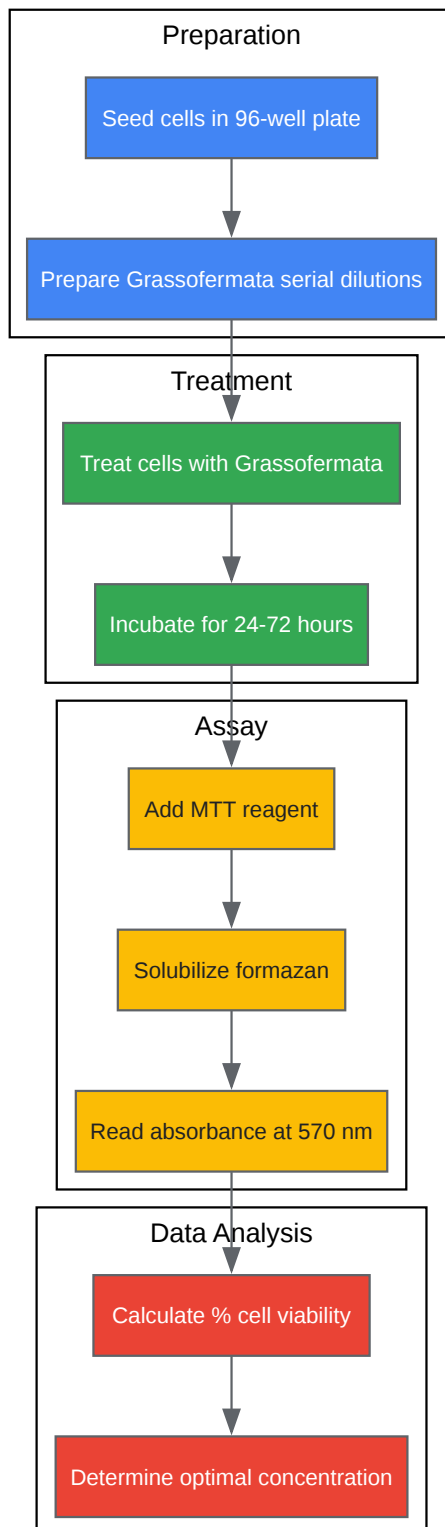 Preparation
Seed cells in 96-well plate
Prepare Grassofermata serial dilutions
Treatment
Treat cells with Grassofermata
Incubate for 24-72 hours
Assay
Add MTT reagent
Solubilize formazan
Read absorbance at 570 nm
Data Analysis
Calculate % cell viability
Determine optimal concentration